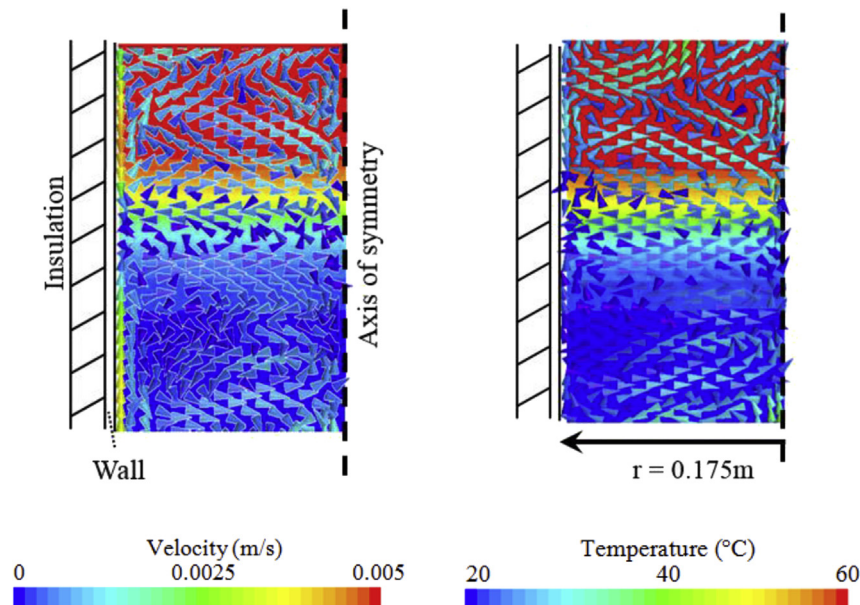 Insulation
Axis of symmetry
Wall
r = 0.175m
Velocity (m/s)
0 0.0025 0.005
Temperature (°C)
20 40 60